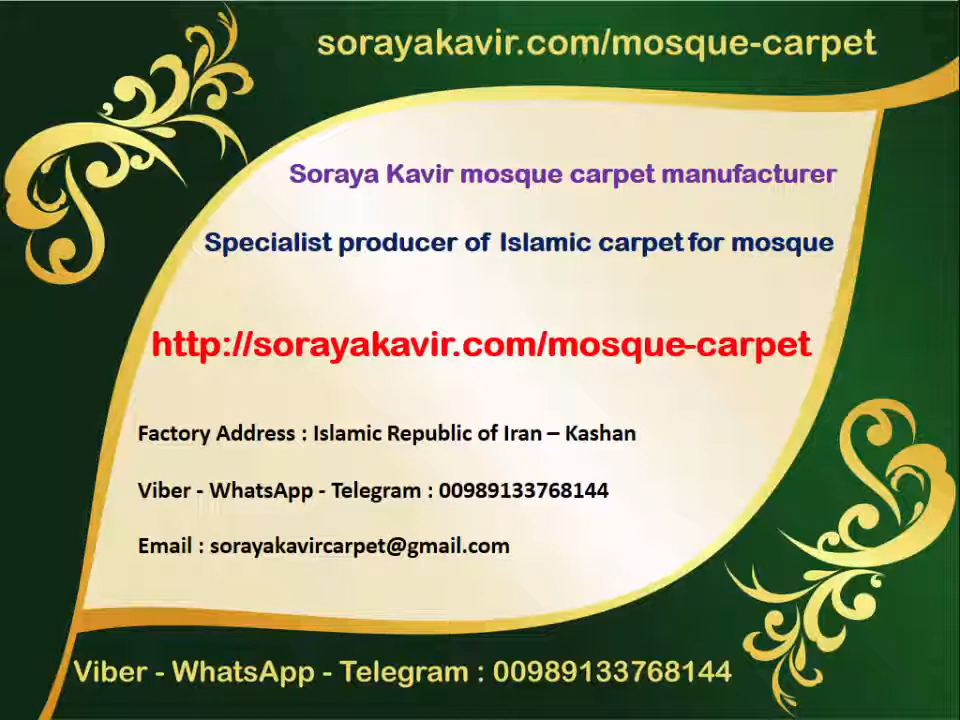 sorayakavir.com/mosque-carpet
Soraya Kavir mosque carpet manufacturer
Specialist producer of Islamic carpet for mosque
http://sorayakavir.com/mosque-carpet
Factory Address : Islamic Republic of Iran – Kashan
Viber - WhatsApp - Telegram : 00989133768144
Email : sorayakavircarpet@gmail.com
Viber - WhatsApp - Telegram : 00989133768144